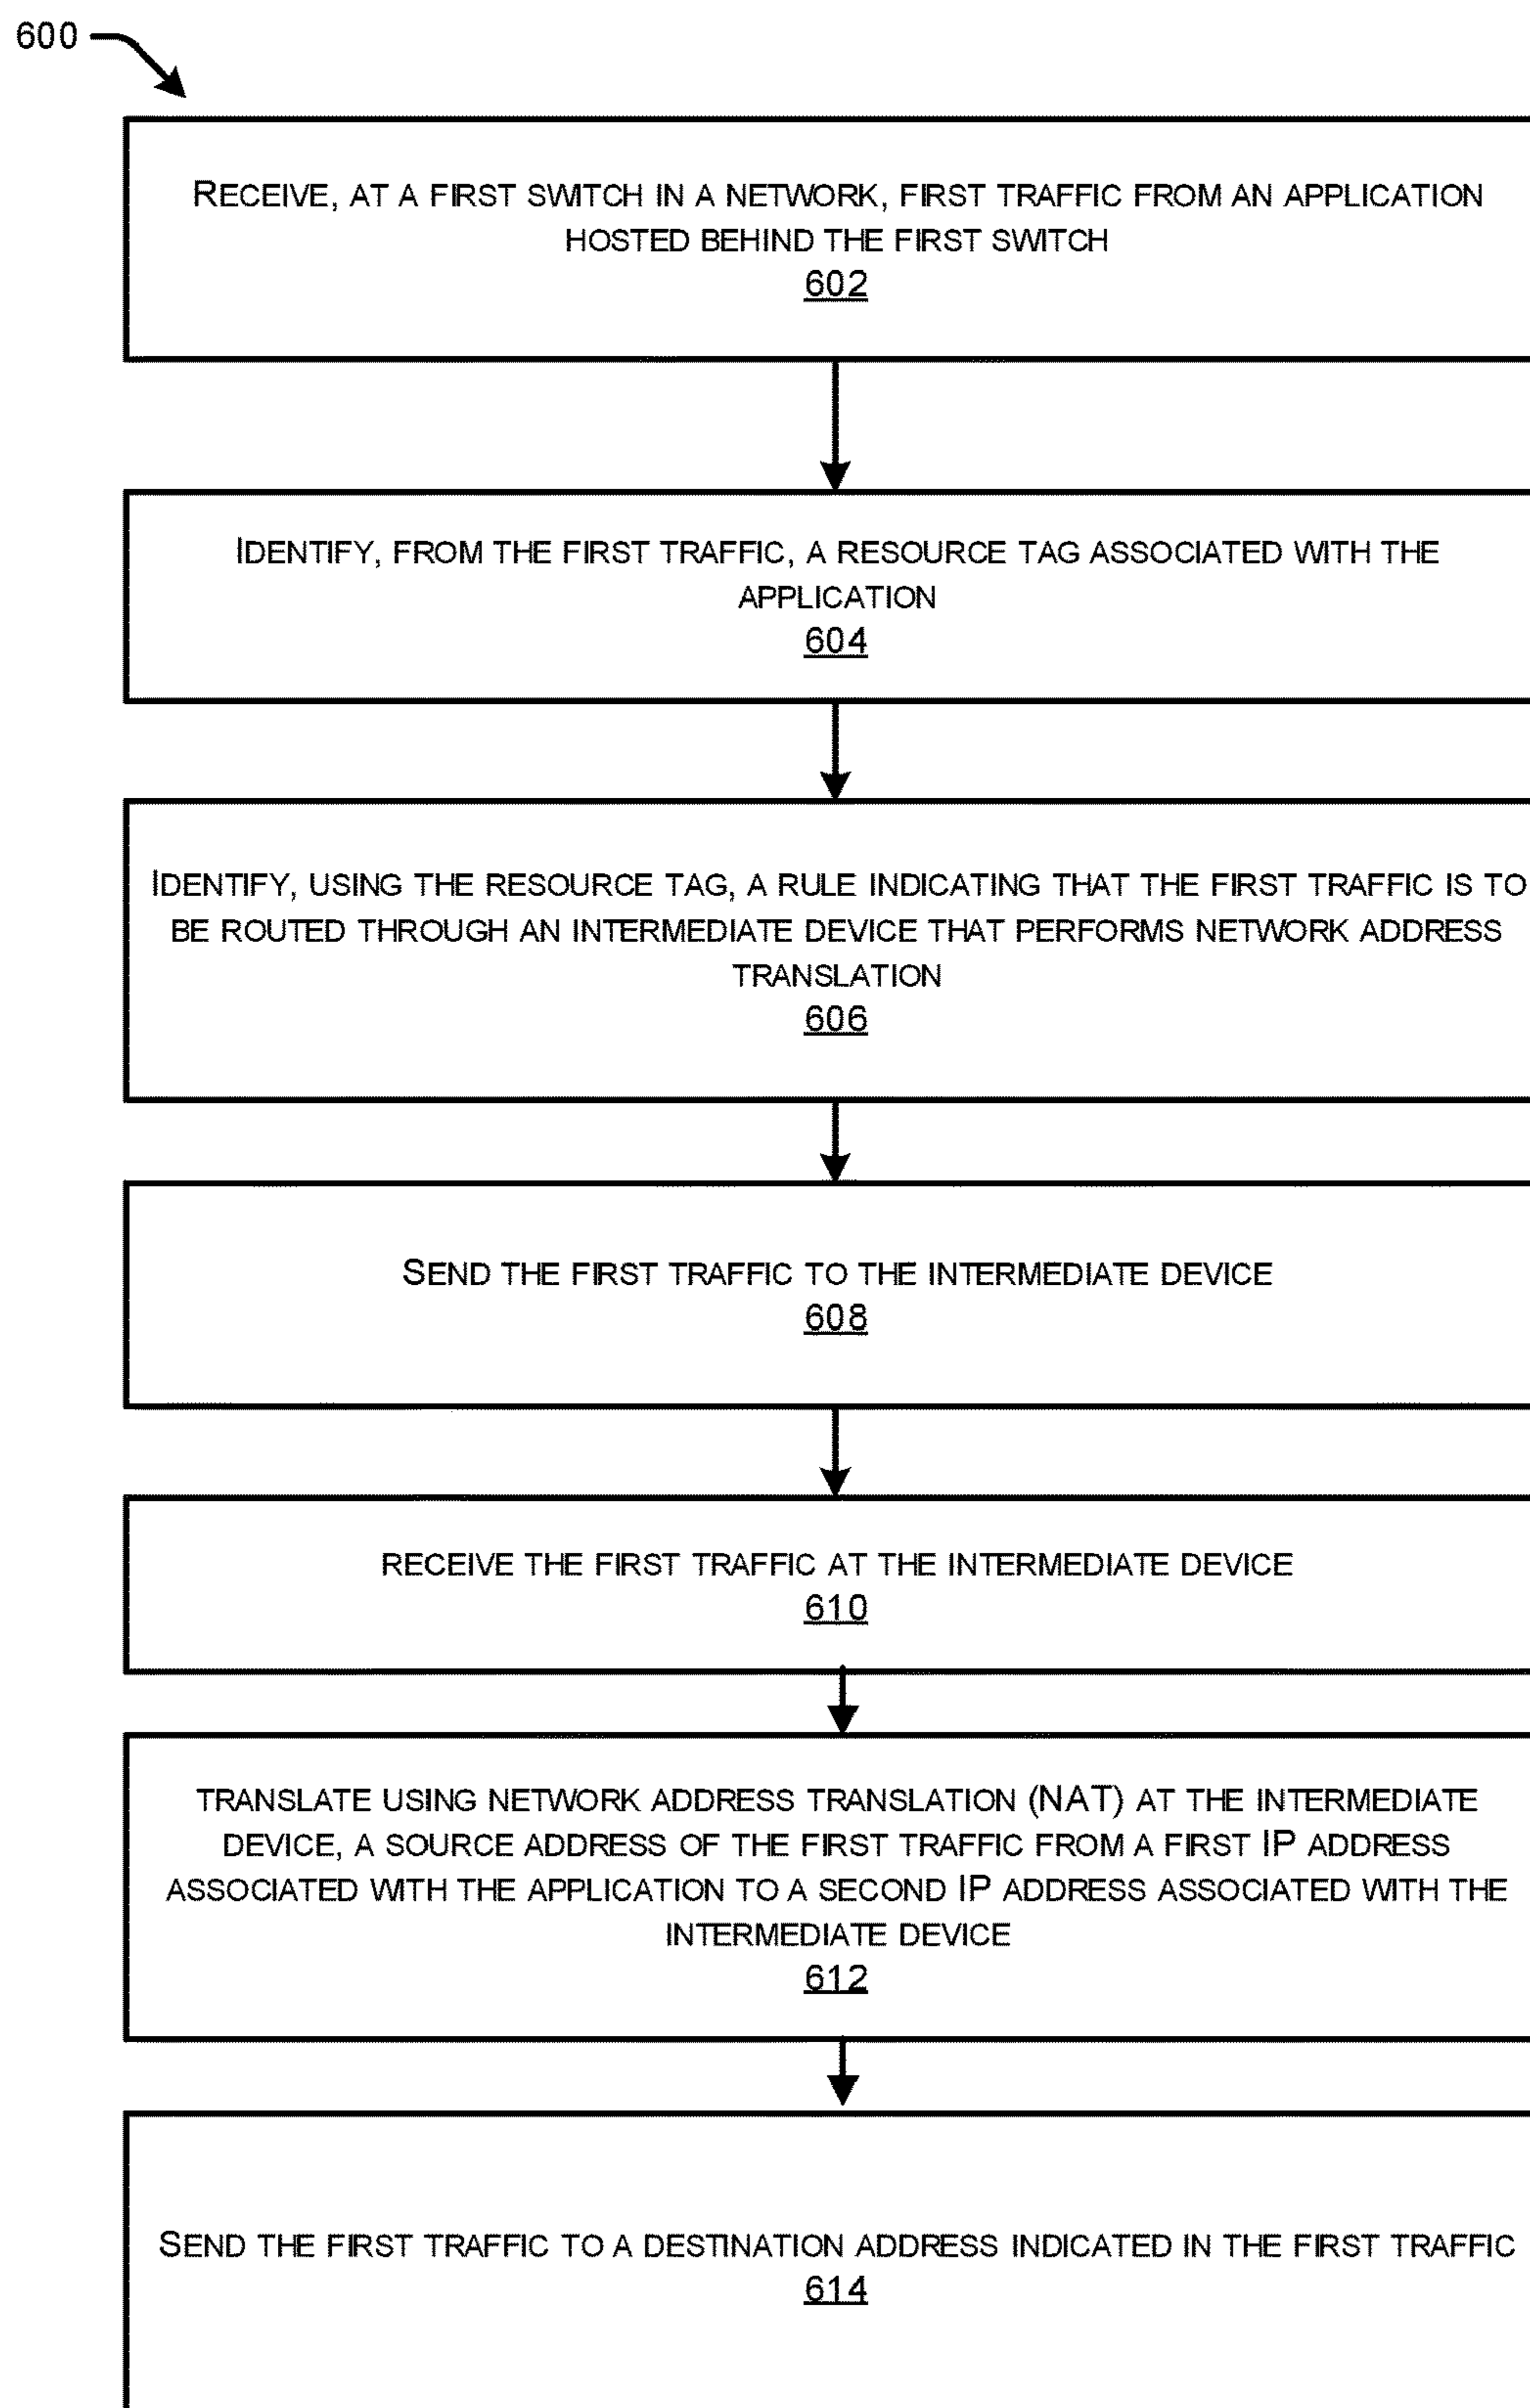 600
RECEIVE, AT A FIRST SWITCH IN A NETWORK, FIRST TRAFFIC FROM AN APPLICATION
HOSTED BEHIND THE FIRST SWITCH
602
IDENTIFY, FROM THE FIRST TRAFFIC, A RESOURCE TAG ASSOCIATED WITH THE
APPLICATION
604
IDENTIFY, USING THE RESOURCE TAG, A RULE INDICATING THAT THE FIRST TRAFFIC IS TO
BE ROUTED THROUGH AN INTERMEDIATE DEVICE THAT PERFORMS NETWORK ADDRESS
TRANSLATION
606
SEND THE FIRST TRAFFIC TO THE INTERMEDIATE DEVICE
608
RECEIVE THE FIRST TRAFFIC AT THE INTERMEDIATE DEVICE
610
TRANSLATE USING NETWORK ADDRESS TRANSLATION (NAT) AT THE INTERMEDIATE
DEVICE, A SOURCE ADDRESS OF THE FIRST TRAFFIC FROM A FIRST IP ADDRESS
ASSOCIATED WITH THE APPLICATION TO A SECOND IP ADDRESS ASSOCIATED WITH THE
INTERMEDIATE DEVICE
612
SEND THE FIRST TRAFFIC TO A DESTINATION ADDRESS INDICATED IN THE FIRST TRAFFIC
614